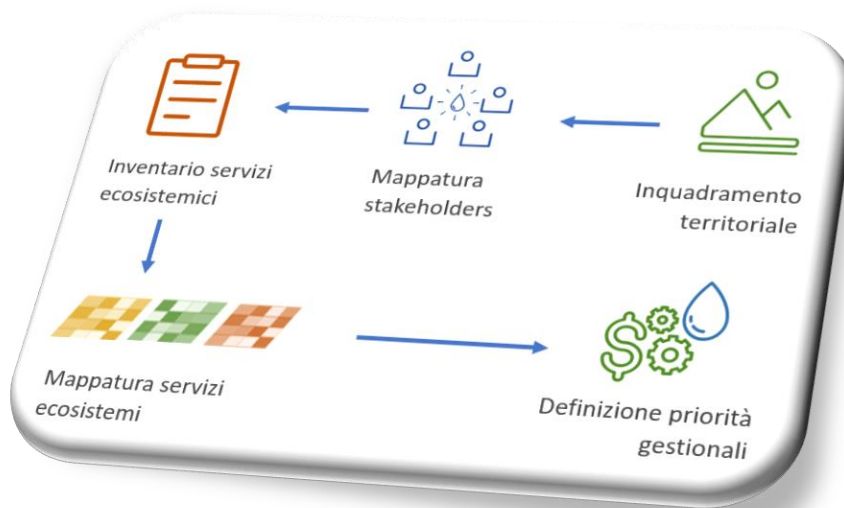 Inventario servizi
ecosistemici
Mappatura
stakeholders
Inquadramento
territoriale
Mappatura servizi
ecosistemi
Definizione priorità
gestionali